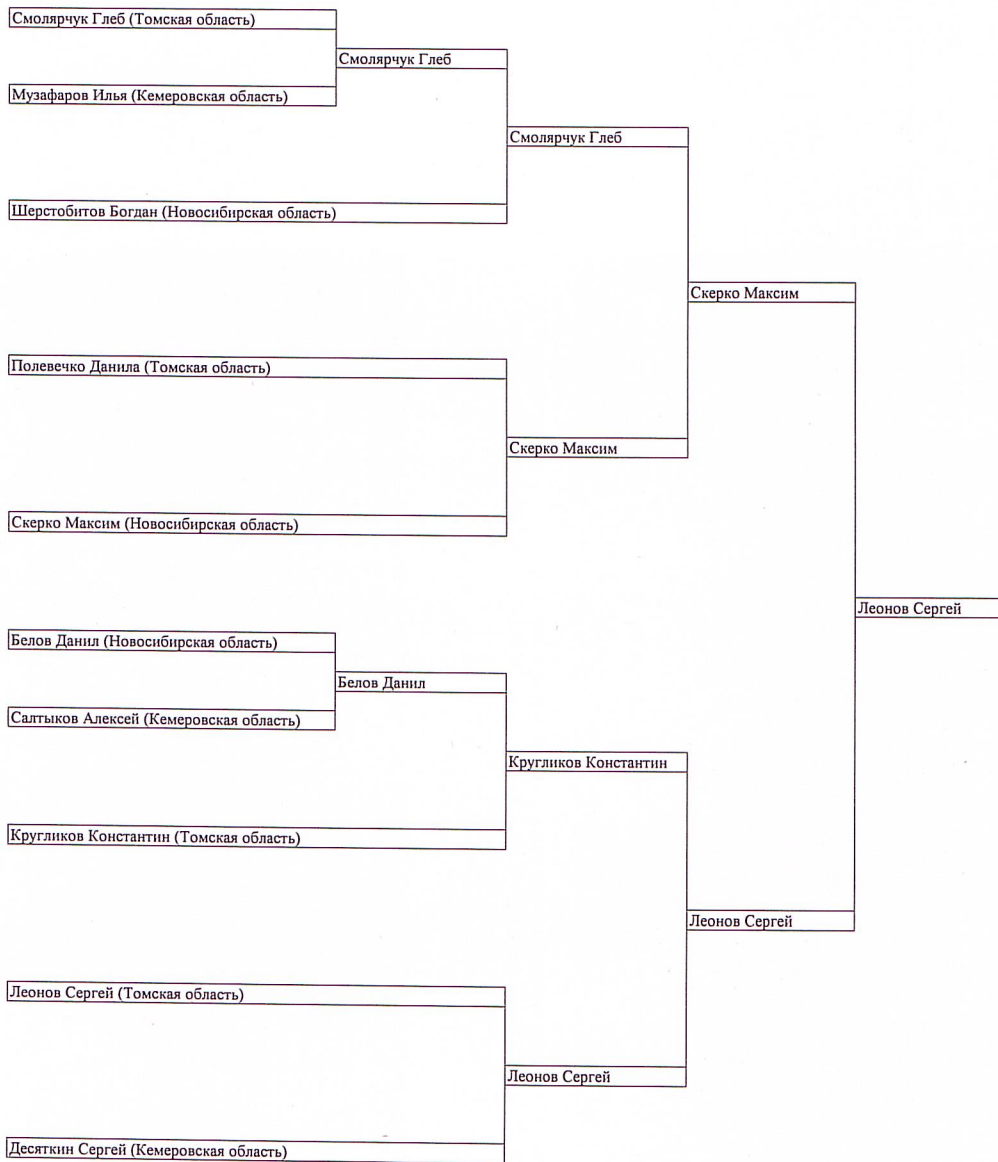 Смолярчук Глеб (Томская область)
Смолярчук Глеб
Музафаров Илья (Кемеровская область)
Смолярчук Глеб
Шерстобитов Богдан (Новосибирская область)
Скерко Максим
Полевечко Данила (Томская область)
Скерко Максим
Скерко Максим (Новосибирская область)
Леонов Сергей
Белов Данил (Новосибирская область)
Белов Данил
Салтыков Алексей (Кемеровская область)
Кругликов Константин
Кругликов Константин (Томская область)
Леонов Сергей
Леонов Сергей (Томская область)
Леонов Сергей
Десяткин Сергей (Кемеровская область)